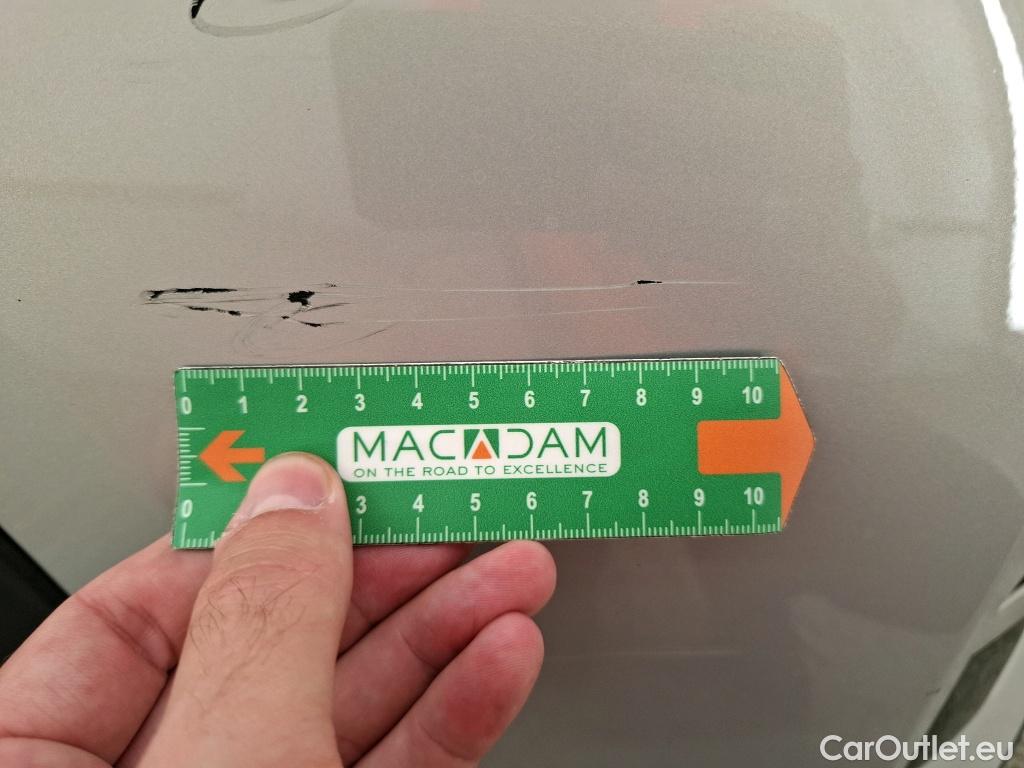 0 1 2 3 4 5 6 7 8 9 10
MACADAM
ON THE ROAD TO EXCELLENCE
0 3 4 5 6 7 8 9 10
CarOutlet.eu